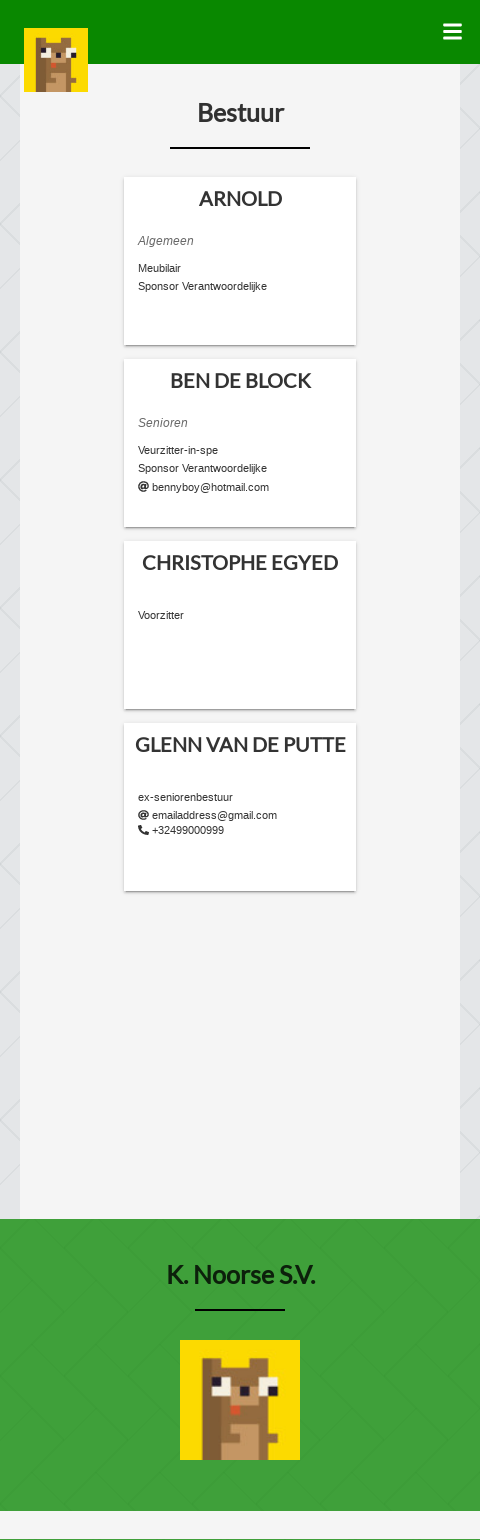 Bestuur
ARNOLD
Algemeen
Meubilair
Sponsor Verantwoordelijke
BEN DE BLOCK
Senioren
Veurzitter-in-spe
Sponsor Verantwoordelijke
bennyboy@hotmail.com
CHRISTOPHE EGYED
Voorzitter
GLENN VAN DE PUTTE
ex-seniorenbestuur
emailaddress@gmail.com
+32499000999
K. Noorse S.V.